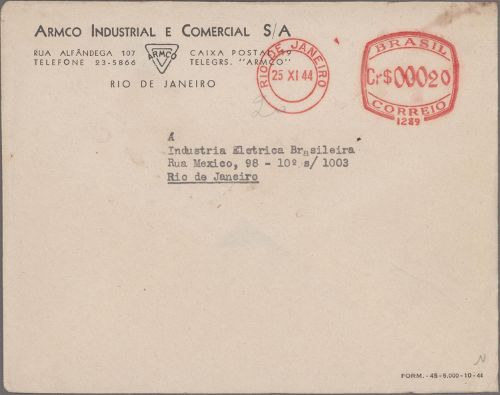 ARMCO INDUSTRIAL E COMERCIAL S/A
RUA ALFÂNDEGA 107
TELEFONE 23-5866
ARMCO
CAIXA POSTAL
TELEGRS. "ARMCO"
RIO DE JANEIRO
RIO DE JANEIRO
25 XI 44
BRASIL
Cr$ 00020
CORREIO
1289
A
Industria Eletrica Brasileira
Rua Mexico, 98 - 10º s/ 1003
Rio de Janeiro
FORM. - 45 - 5,000 - 10 - 44